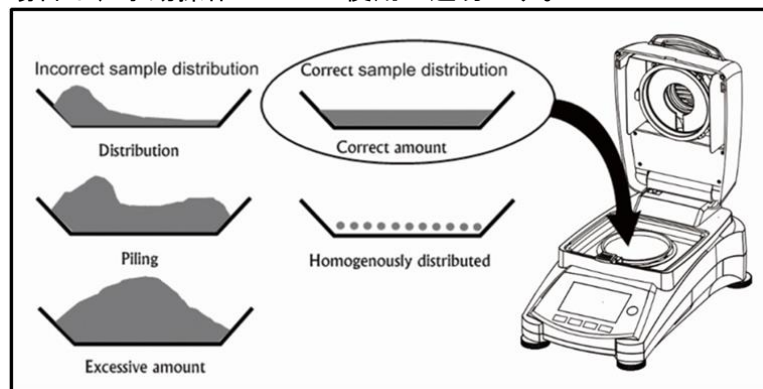 Incorrect sample distribution
Correct sample distribution
Distribution
Correct amount
Piling
Homogenously distributed
Excessive amount